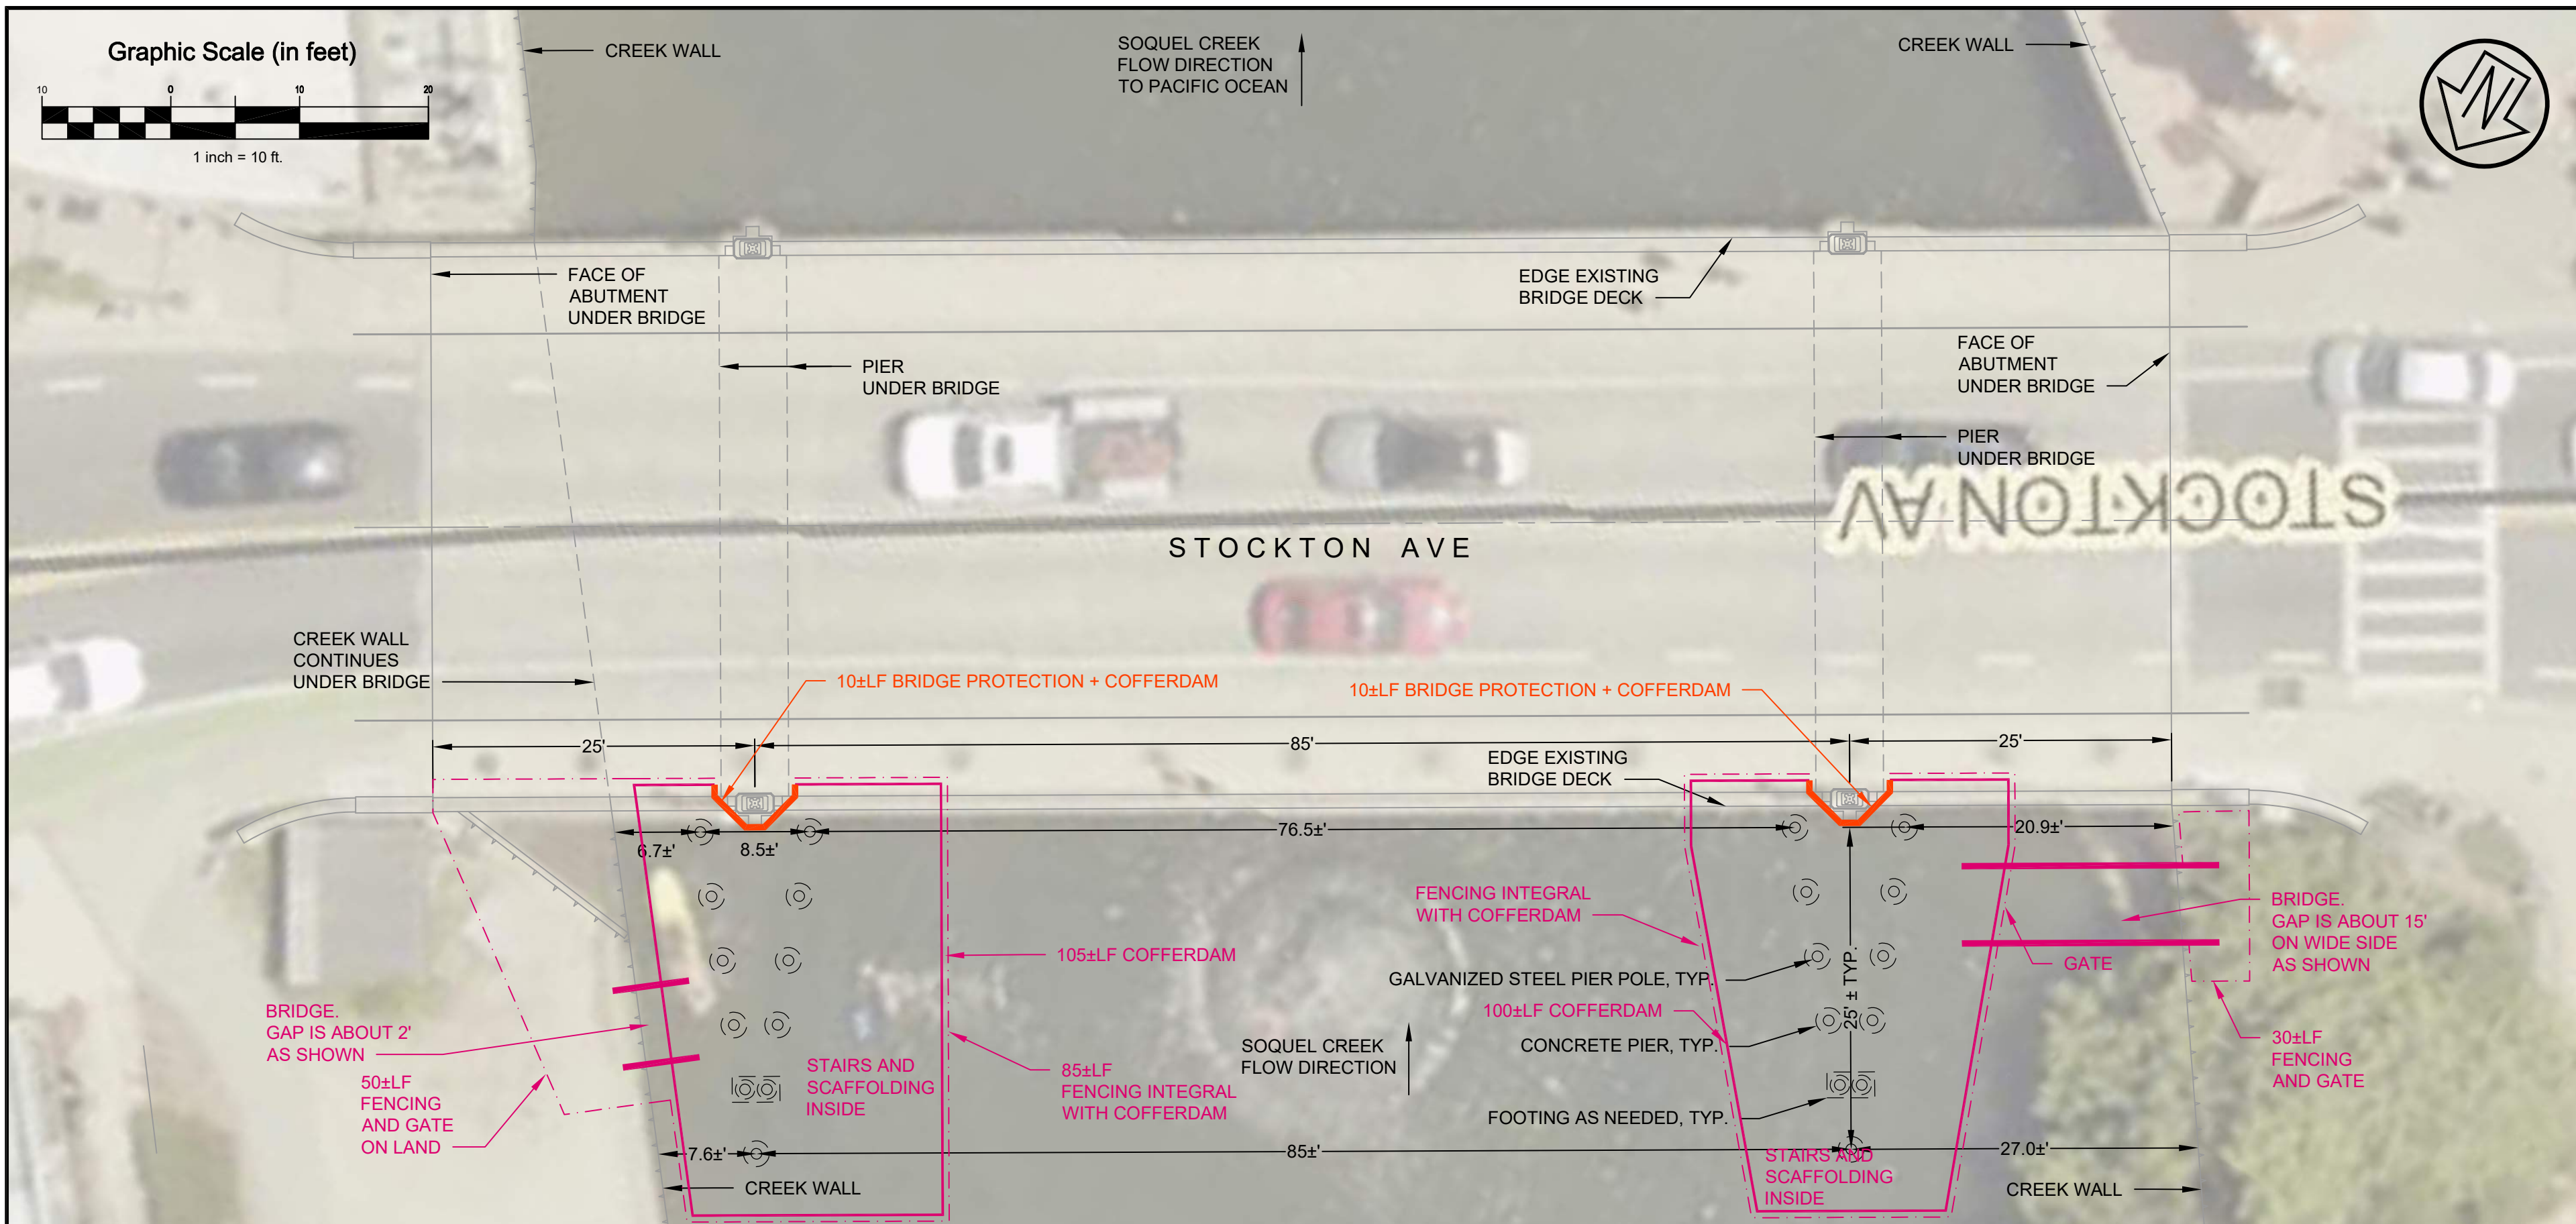 Graphic Scale (in feet)
10 0 10 20
1 inch = 10 ft.
CREEK WALL
SOQUEL CREEK
FLOW DIRECTION
TO PACIFIC OCEAN
CREEK WALL
N
FACE OF
ABUTMENT
UNDER BRIDGE
EDGE EXISTING
BRIDGE DECK
FACE OF
ABUTMENT
UNDER BRIDGE
PIER
UNDER BRIDGE
PIER
UNDER BRIDGE
STOCKTON AV
STOCKTON AVE
CREEK WALL
CONTINUES
UNDER BRIDGE
10±LF BRIDGE PROTECTION + COFFERDAM
10±LF BRIDGE PROTECTION + COFFERDAM
25'
85'
25'
EDGE EXISTING
BRIDGE DECK
6.7±'
8.5±'
76.5±'
20.9±'
FENCING INTEGRAL
WITH COFFERDAM
BRIDGE.
GAP IS ABOUT 15'
ON WIDE SIDE
AS SHOWN
105±LF COFFERDAM
GATE
GALVANIZED STEEL PIER POLE, TYP.
25' ± TYP.
100±LF COFFERDAM
BRIDGE.
GAP IS ABOUT 2'
AS SHOWN
CONCRETE PIER, TYP.
SOQUEL CREEK
FLOW DIRECTION
30±LF
FENCING
AND GATE
STAIRS AND
SCAFFOLDING
INSIDE
85±LF
FENCING INTEGRAL
WITH COFFERDAM
50±LF
FENCING
AND GATE
ON LAND
FOOTING AS NEEDED, TYP.
7.6±'
85±'
27.0±'
STAIRS AND
SCAFFOLDING
INSIDE
CREEK WALL
CREEK WALL